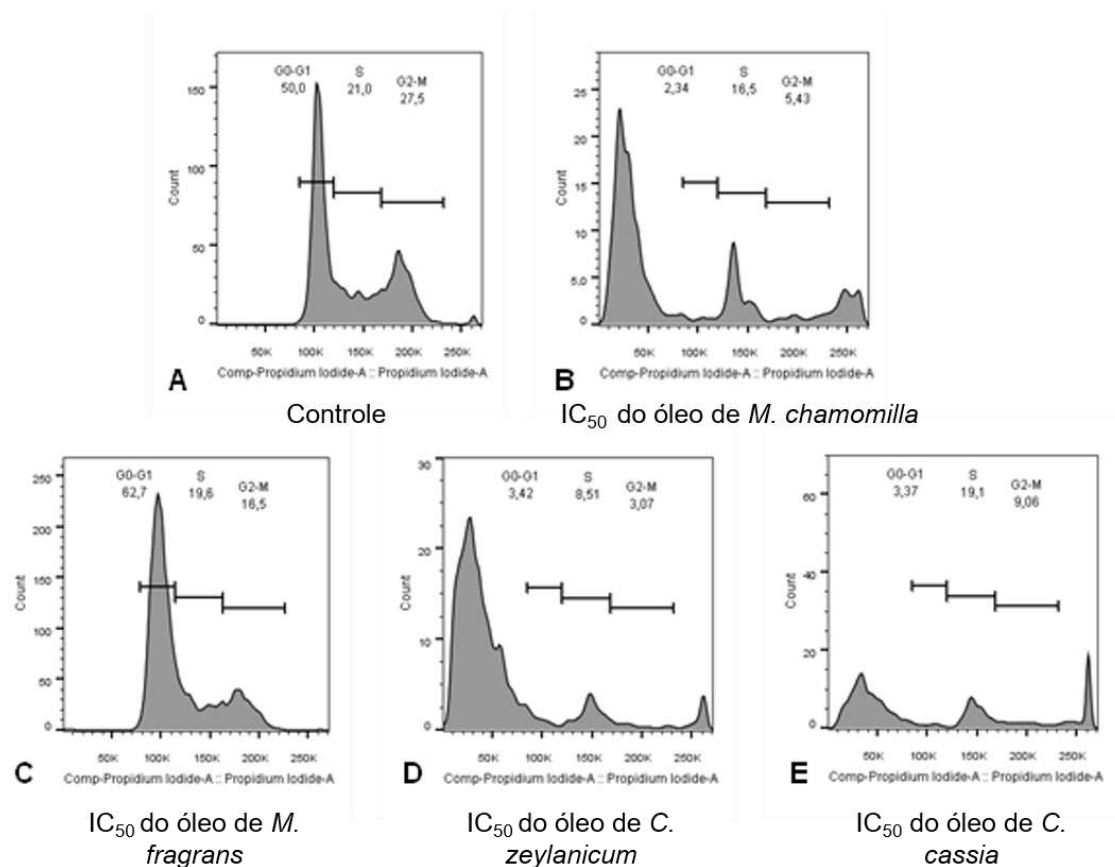 G0-G1 S G2-M
50,0 21,0 27,5
150
100
50
0
Count
50K 100K 150K 200K 250K
Comp-Propidium Iodide-A :: Propidium Iodide-A
A
Controle
G0-G1 S G2-M
2,34 16,5 5,43
25
20
15
10
5,0
0
Count
50K 100K 150K 200K 250K
Comp-Propidium Iodide-A :: Propidium Iodide-A
B
IC50 do óleo de M. chamomilla
G0-G1 S G2-M
62,7 19,6 16,5
250
200
150
100
50
0
Count
50K 100K 150K 200K 250K
Comp-Propidium Iodide-A :: Propidium Iodide-A
C
IC50 do óleo de M.
fragrans
G0-G1 S G2-M
3,42 8,51 3,07
30
20
10
0
Count
50K 100K 150K 200K 250K
Comp-Propidium Iodide-A :: Propidium Iodide-A
D
IC50 do óleo de C.
zeylanicum
G0-G1 S G2-M
3,37 19,1 9,06
60
40
20
0
Count
50K 100K 150K 200K 250K
Comp-Propidium Iodide-A :: Propidium Iodide-A
E
IC50 do óleo de C.
cassia